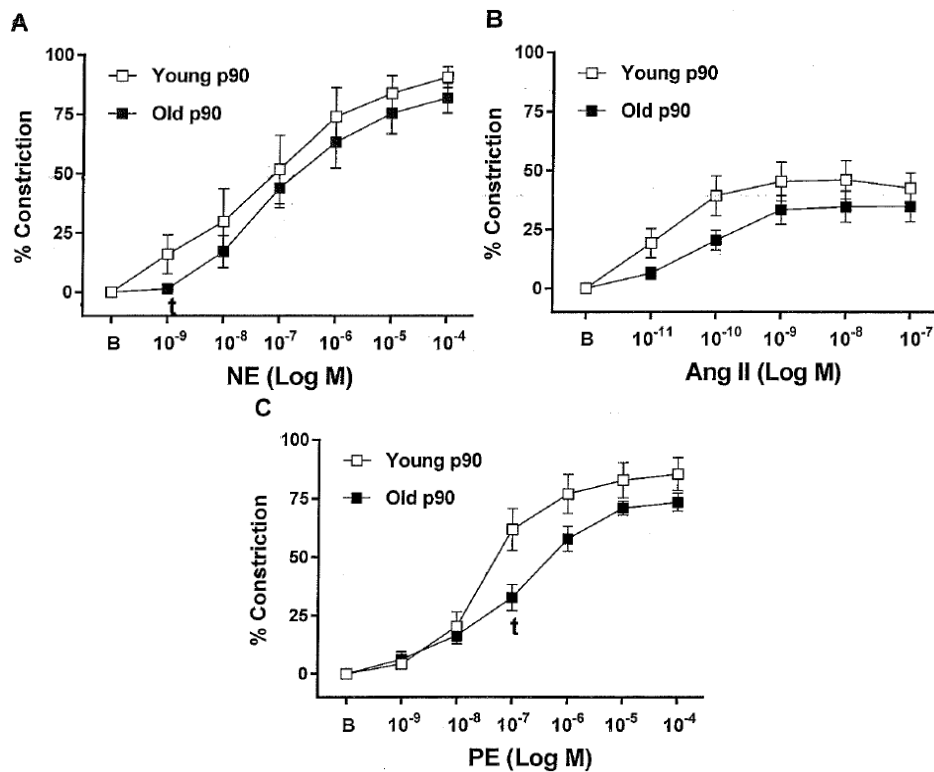 A
100
75
50
25
0
% Constriction
Young p90
Old p90
t
B 10⁻⁹ 10⁻⁸ 10⁻⁷ 10⁻⁶ 10⁻⁵ 10⁻⁴
NE (Log M)
B
100
75
50
25
0
% Constriction
Young p90
Old p90
B 10⁻¹¹ 10⁻¹⁰ 10⁻⁹ 10⁻⁸ 10⁻⁷
Ang II (Log M)
C
100
75
50
25
0
% Constriction
Young p90
Old p90
t
B 10⁻⁹ 10⁻⁸ 10⁻⁷ 10⁻⁶ 10⁻⁵ 10⁻⁴
PE (Log M)